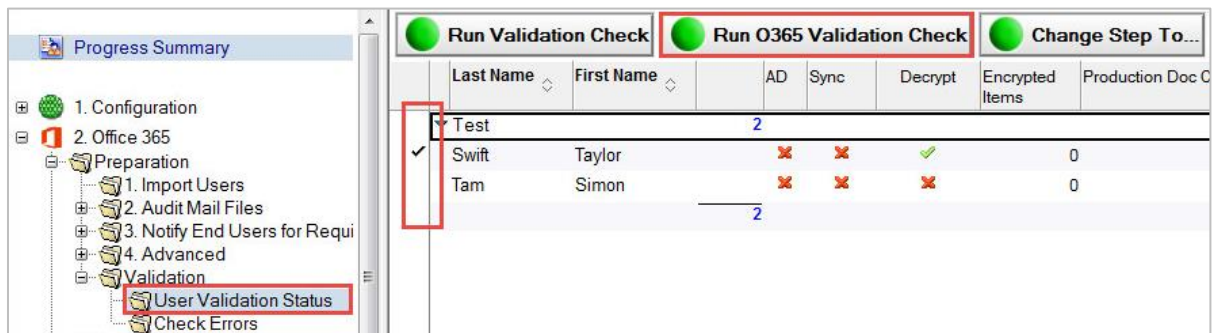 Progress Summary
1. Configuration
2. Office 365
Preparation
1. Import Users
2. Audit Mail Files
3. Notify End Users for Requi
4. Advanced
Validation
User Validation Status
Check Errors
Run Validation Check Run O365 Validation Check Change Step To...
Last Name First Name AD Sync Decrypt Encrypted Items Production Doc C
Test 2
Swift Taylor 0
Tam Simon 0
2